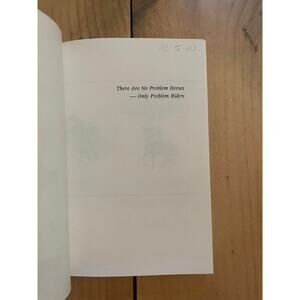 There Are No Problem Horses
— Only Problem Riders